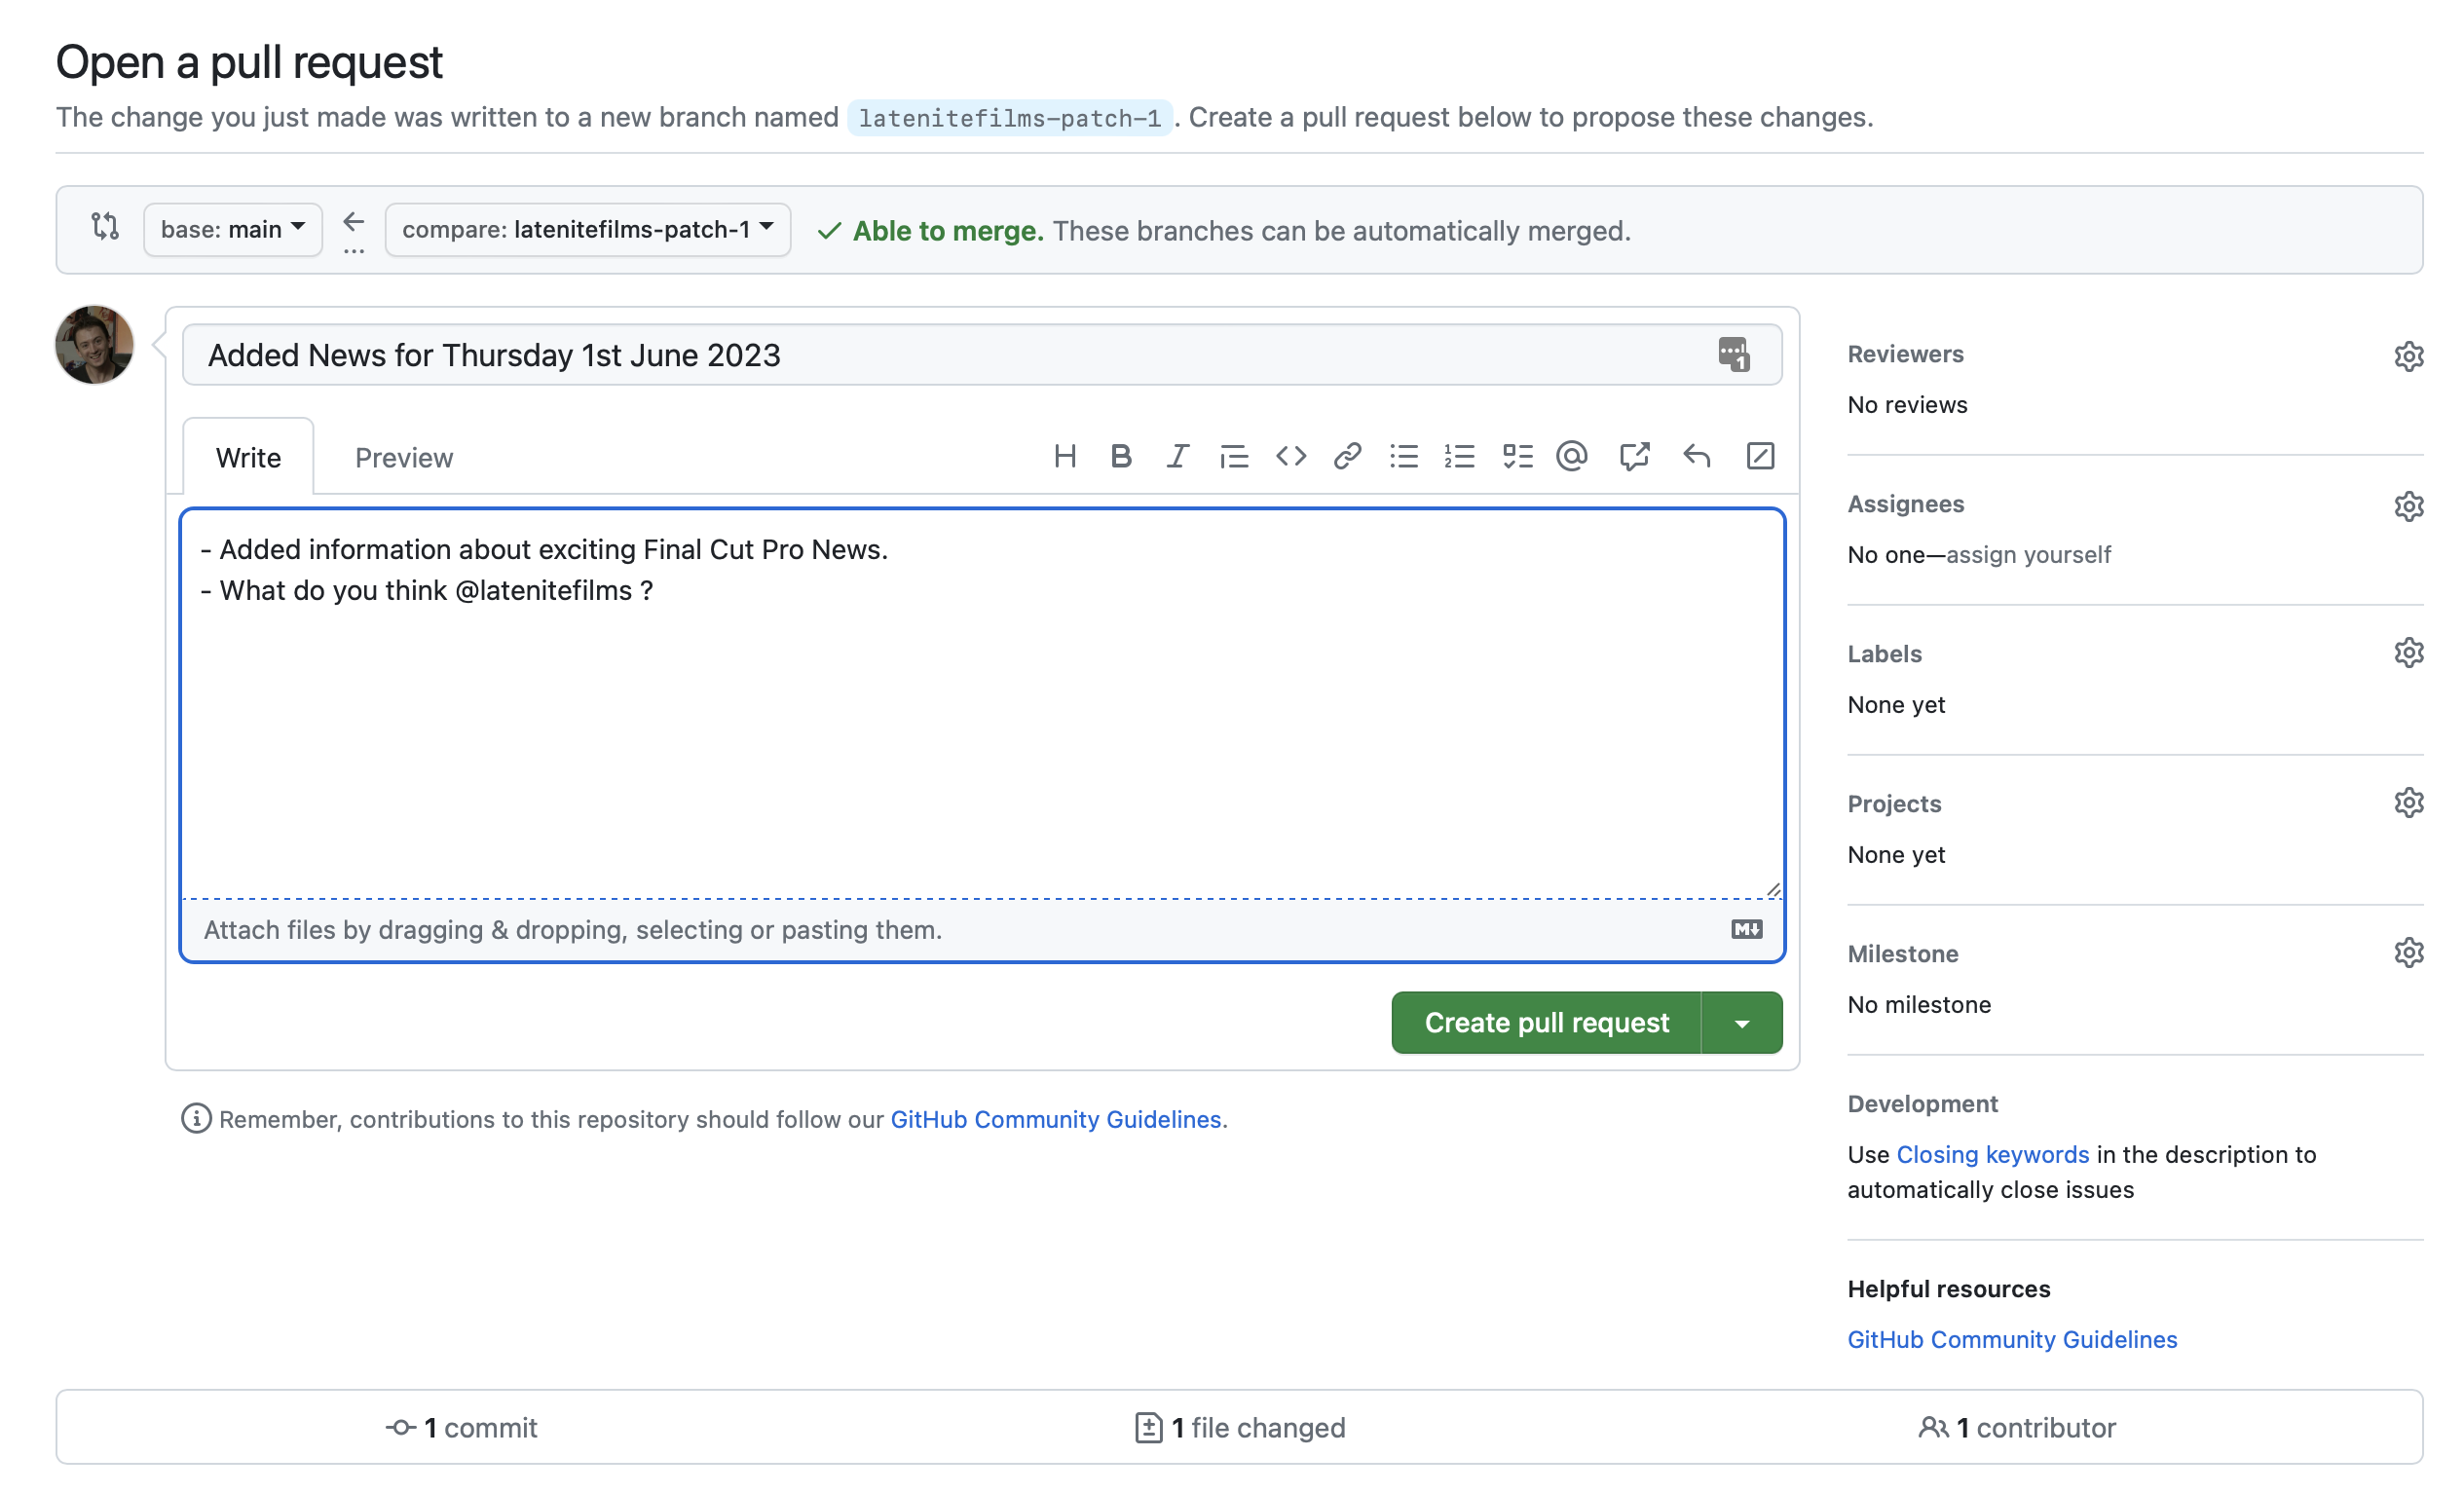 Open a pull request
The change you just made was written to a new branch named latenitefilms-patch-1. Create a pull request below to propose these changes.
base: main
...
compare: latenitefilms-patch-1
Able to merge. These branches can be automatically merged.
Added News for Thursday 1st June 2023
1
Write
Preview
- Added information about exciting Final Cut Pro News.
- What do you think @latenitefilms ?
Attach files by dragging & dropping, selecting or pasting them.
Create pull request
Remember, contributions to this repository should follow our GitHub Community Guidelines.
Reviewers
No reviews
Assignees
No one—assign yourself
Labels
None yet
Projects
None yet
Milestone
No milestone
Development
Use Closing keywords in the description to
automatically close issues
Helpful resources
GitHub Community Guidelines
1 commit
1 file changed
1 contributor